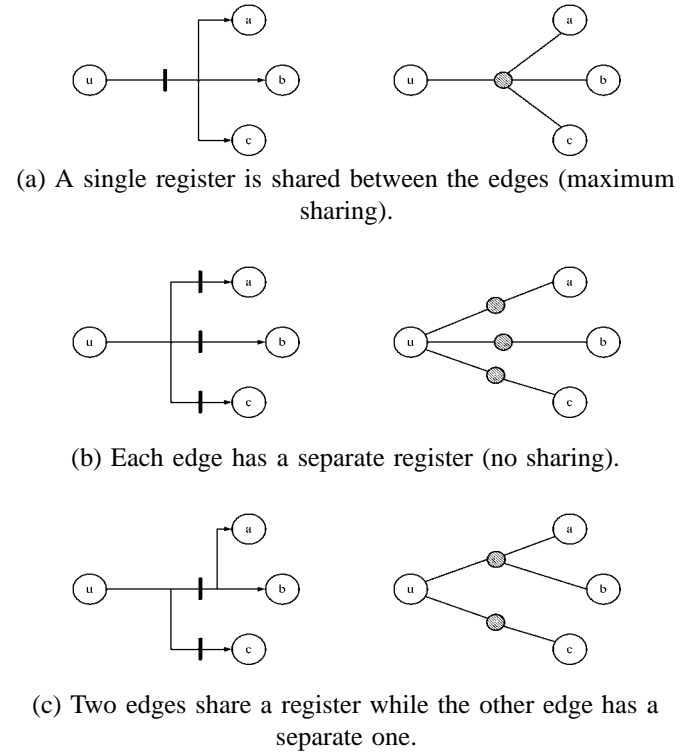 a a
u b u b
c c
(a) A single register is shared between the edges (maximum
sharing).
a a
u b u b
c c
(b) Each edge has a separate register (no sharing).
a a
u b u b
c c
(c) Two edges share a register while the other edge has a
separate one.